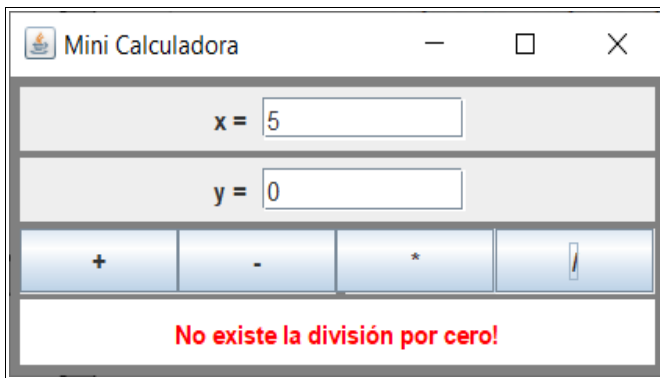 Mini Calculadora
x = 5
y = 0
+ - * /
No existe la división por cero!